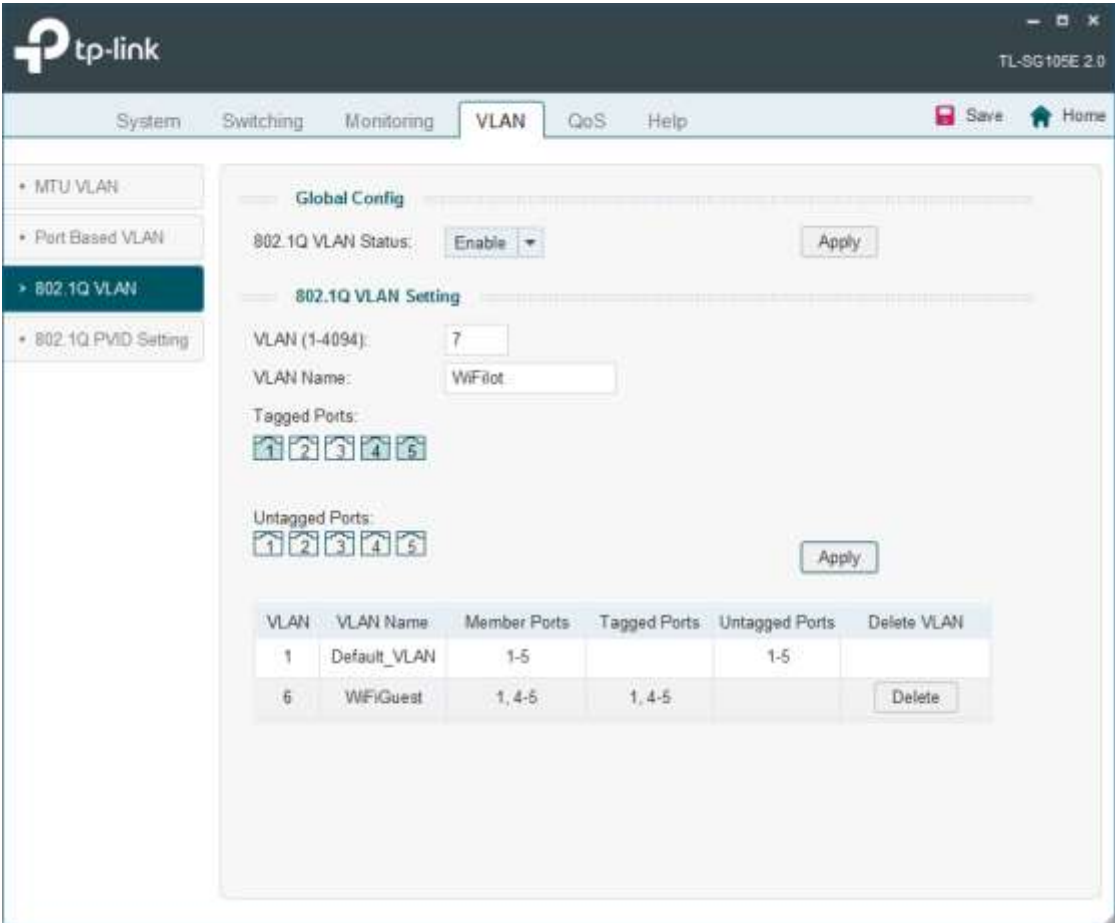 tp-link
TL-SG105E 2.0
System Switching Monitoring VLAN QoS Help Save Home
• MTU VLAN
• Port Based VLAN
802.1Q VLAN
• 802.1Q PVID Setting
Global Config
802.1Q VLAN Status: Enable Apply
802.1Q VLAN Setting
VLAN (1-4094): 7
VLAN Name: WiFiIot
Tagged Ports:
1 2 3 4 5
Untagged Ports:
1 2 3 4 5
Apply
VLAN VLAN Name Member Ports Tagged Ports Untagged Ports Delete VLAN
1 Default_VLAN 1-5 1-5
6 WiFiGuest 1, 4-5 1, 4-5 Delete